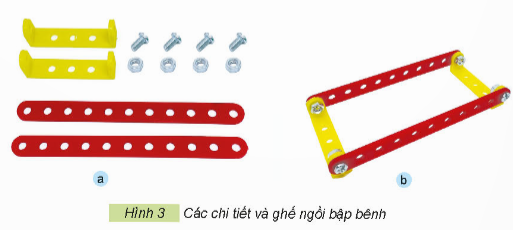 a
b
Hình 3 Các chi tiết và ghế ngồi bập bênh